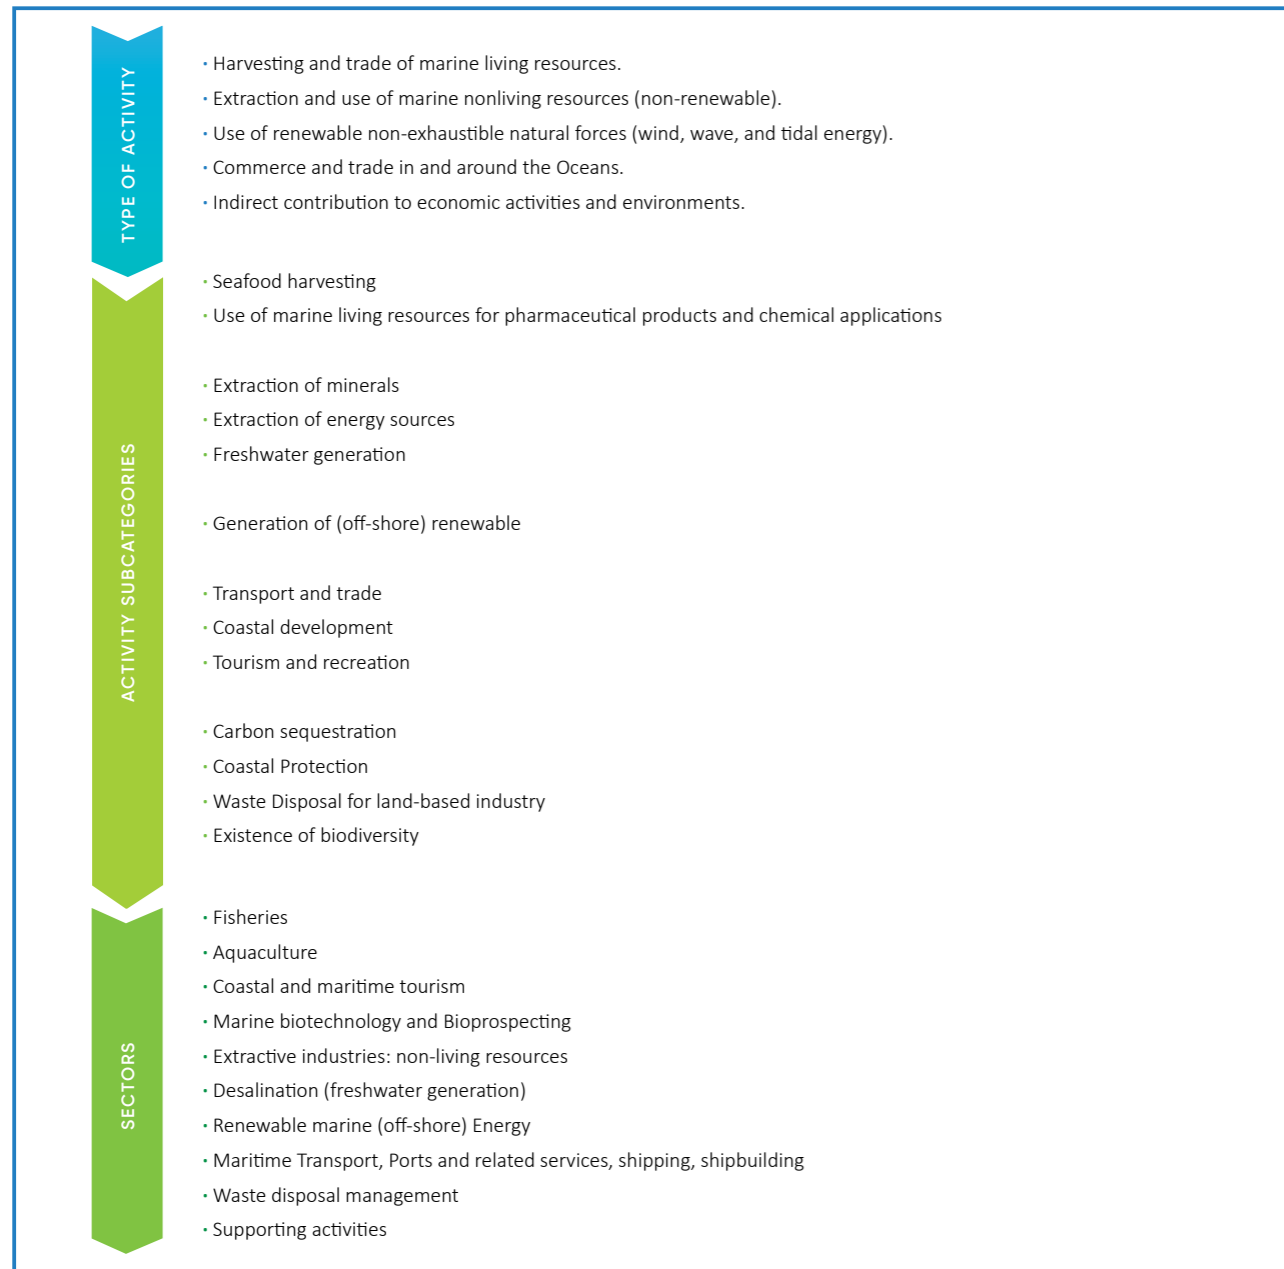 TYPE OF ACTIVITY
· Harvesting and trade of marine living resources.
· Extraction and use of marine nonliving resources (non-renewable).
· Use of renewable non-exhaustible natural forces (wind, wave, and tidal energy).
· Commerce and trade in and around the Oceans.
· Indirect contribution to economic activities and environments.
ACTIVITY SUBCATEGORIES
· Seafood harvesting
· Use of marine living resources for pharmaceutical products and chemical applications
· Extraction of minerals
· Extraction of energy sources
· Freshwater generation
· Generation of (off-shore) renewable
· Transport and trade
· Coastal development
· Tourism and recreation
· Carbon sequestration
· Coastal Protection
· Waste Disposal for land-based industry
· Existence of biodiversity
SECTORS
· Fisheries
· Aquaculture
· Coastal and maritime tourism
· Marine biotechnology and Bioprospecting
· Extractive industries: non-living resources
· Desalination (freshwater generation)
· Renewable marine (off-shore) Energy
· Maritime Transport, Ports and related services, shipping, shipbuilding
· Waste disposal management
· Supporting activities